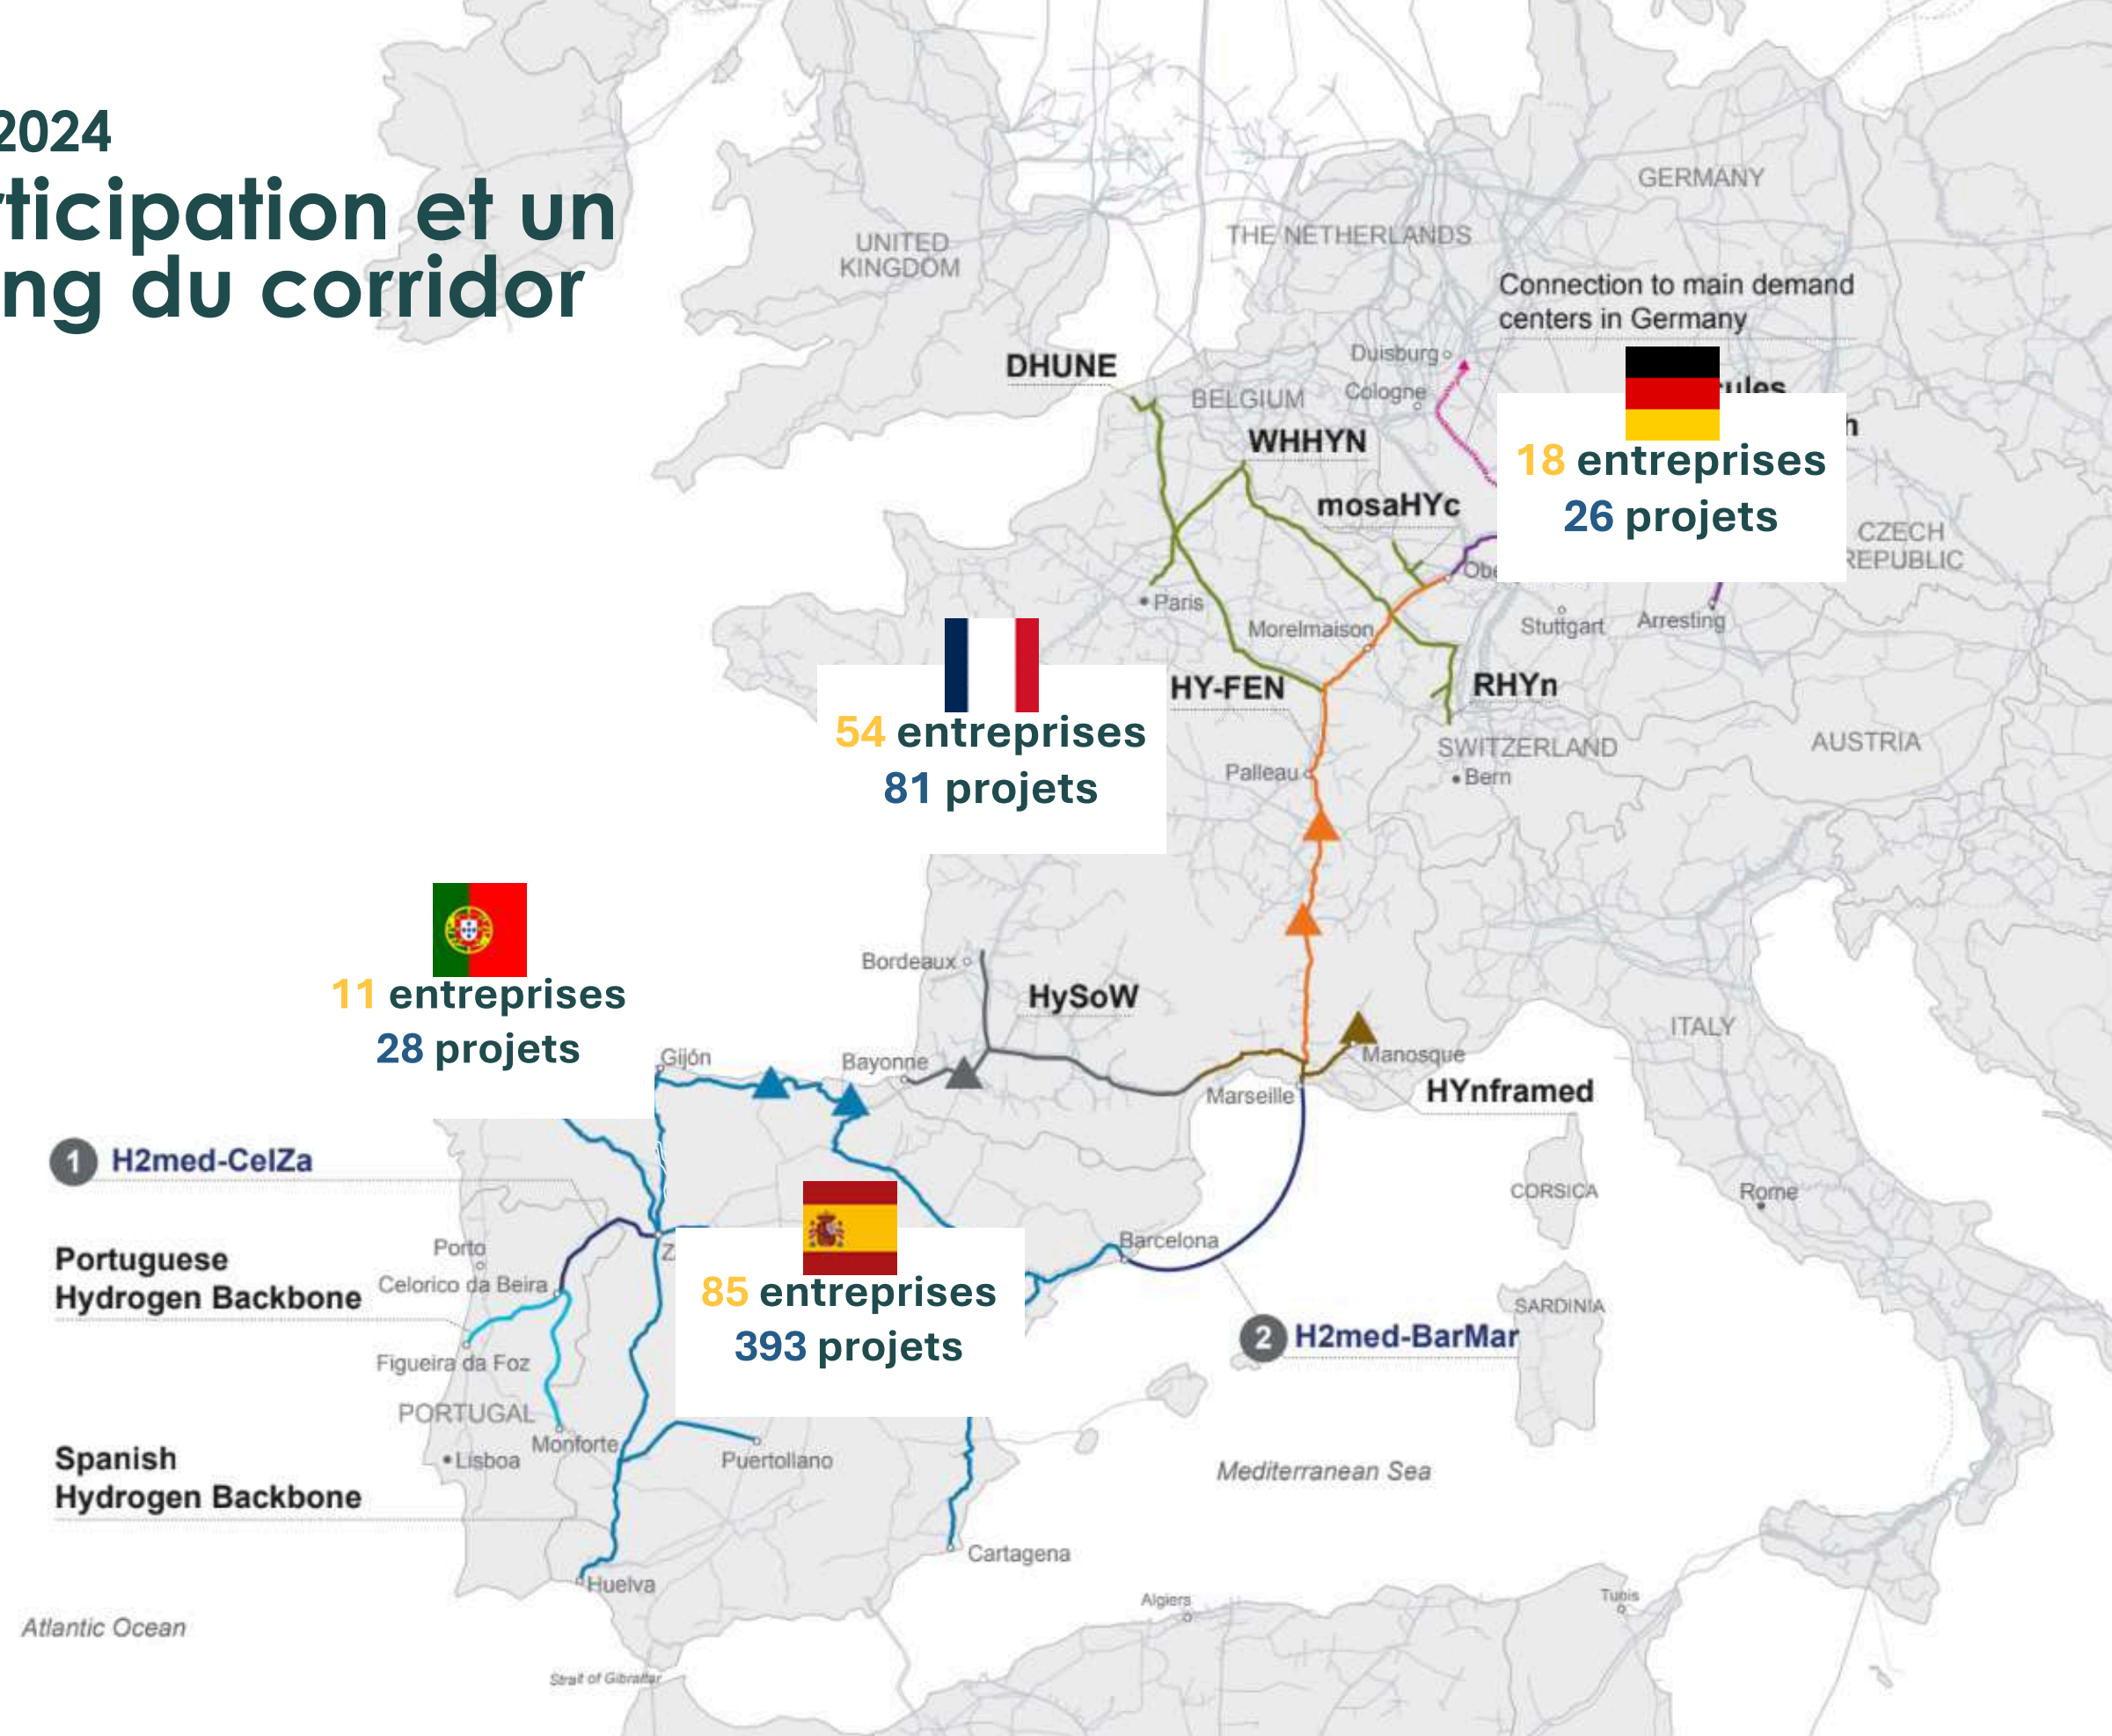 2024
rticipation et un
ng du corridor
UNITED
KINGDOM
THE NETHERLANDS
GERMANY
Connection to main demand
centers in Germany
DHUNE
Duisburg
Cologne
BELGIUM
WHHYN
mosaHYc
ules
h
18 entreprises
26 projets
CZECH
REPUBLIC
Obe
Paris
Morelmaison
Stuttgart
Arresting
HY-FEN
RHYn
54 entreprises
81 projets
SWITZERLAND
Bern
AUSTRIA
Palleau
Bordeaux
HySoW
11 entreprises
28 projets
ITALY
Gijón
Bayonne
Manosque
Marseille
HYnframed
1 H2med-CelZa
CORSICA
Rome
Portuguese
Hydrogen Backbone
Porto
Celorico da Beira
Z
Barcelona
85 entreprises
393 projets
SARDINIA
2 H2med-BarMar
Figueira da Foz
PORTUGAL
Monforte
Lisboa
Puertollano
Spanish
Hydrogen Backbone
Mediterranean Sea
Cartagena
Huelva
Algiers
Tunis
Atlantic Ocean
Strait of Gibraltar